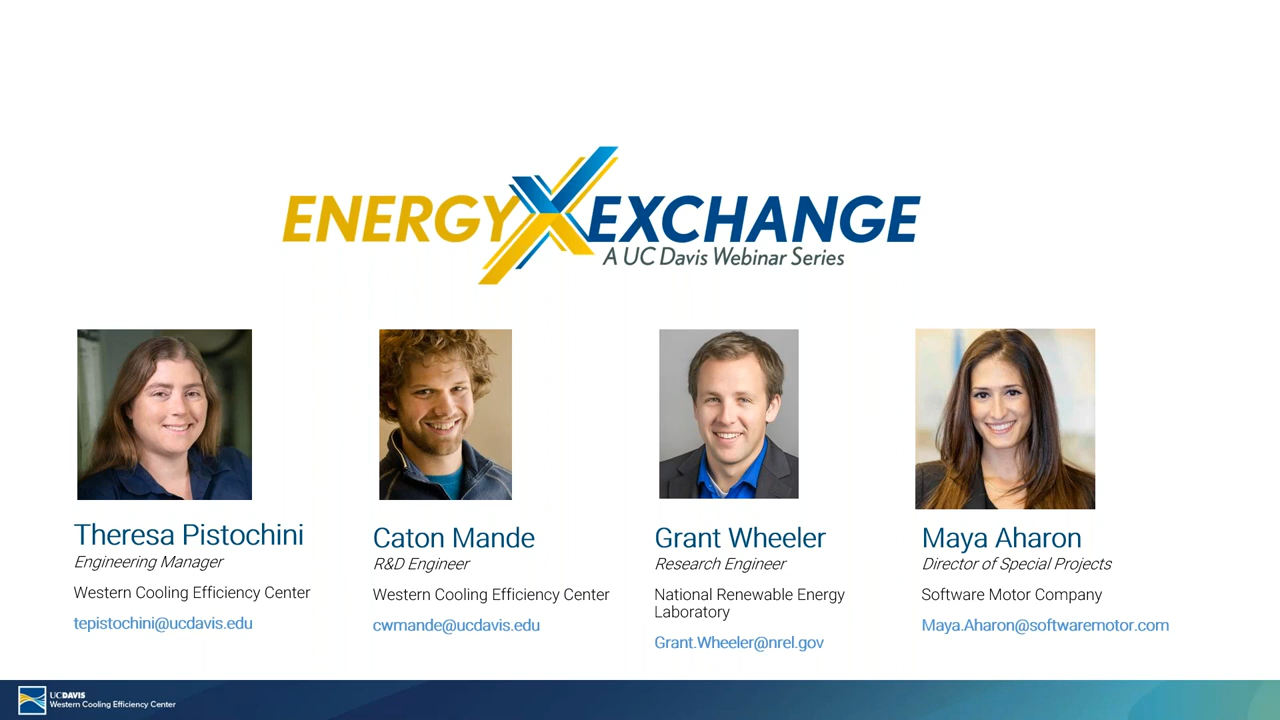 ENERGY X EXCHANGE
A UC Davis Webinar Series
Theresa Pistochini
Engineering Manager
Western Cooling Efficiency Center
tepistochini@ucdavis.edu
Caton Mande
R&D Engineer
Western Cooling Efficiency Center
cwmande@ucdavis.edu
Grant Wheeler
Research Engineer
National Renewable Energy
Laboratory
Grant.Wheeler@nrel.gov
Maya Aharon
Director of Special Projects
Software Motor Company
Maya.Aharon@softwaremotor.com
UCDAVIS
Western Cooling Efficiency Center